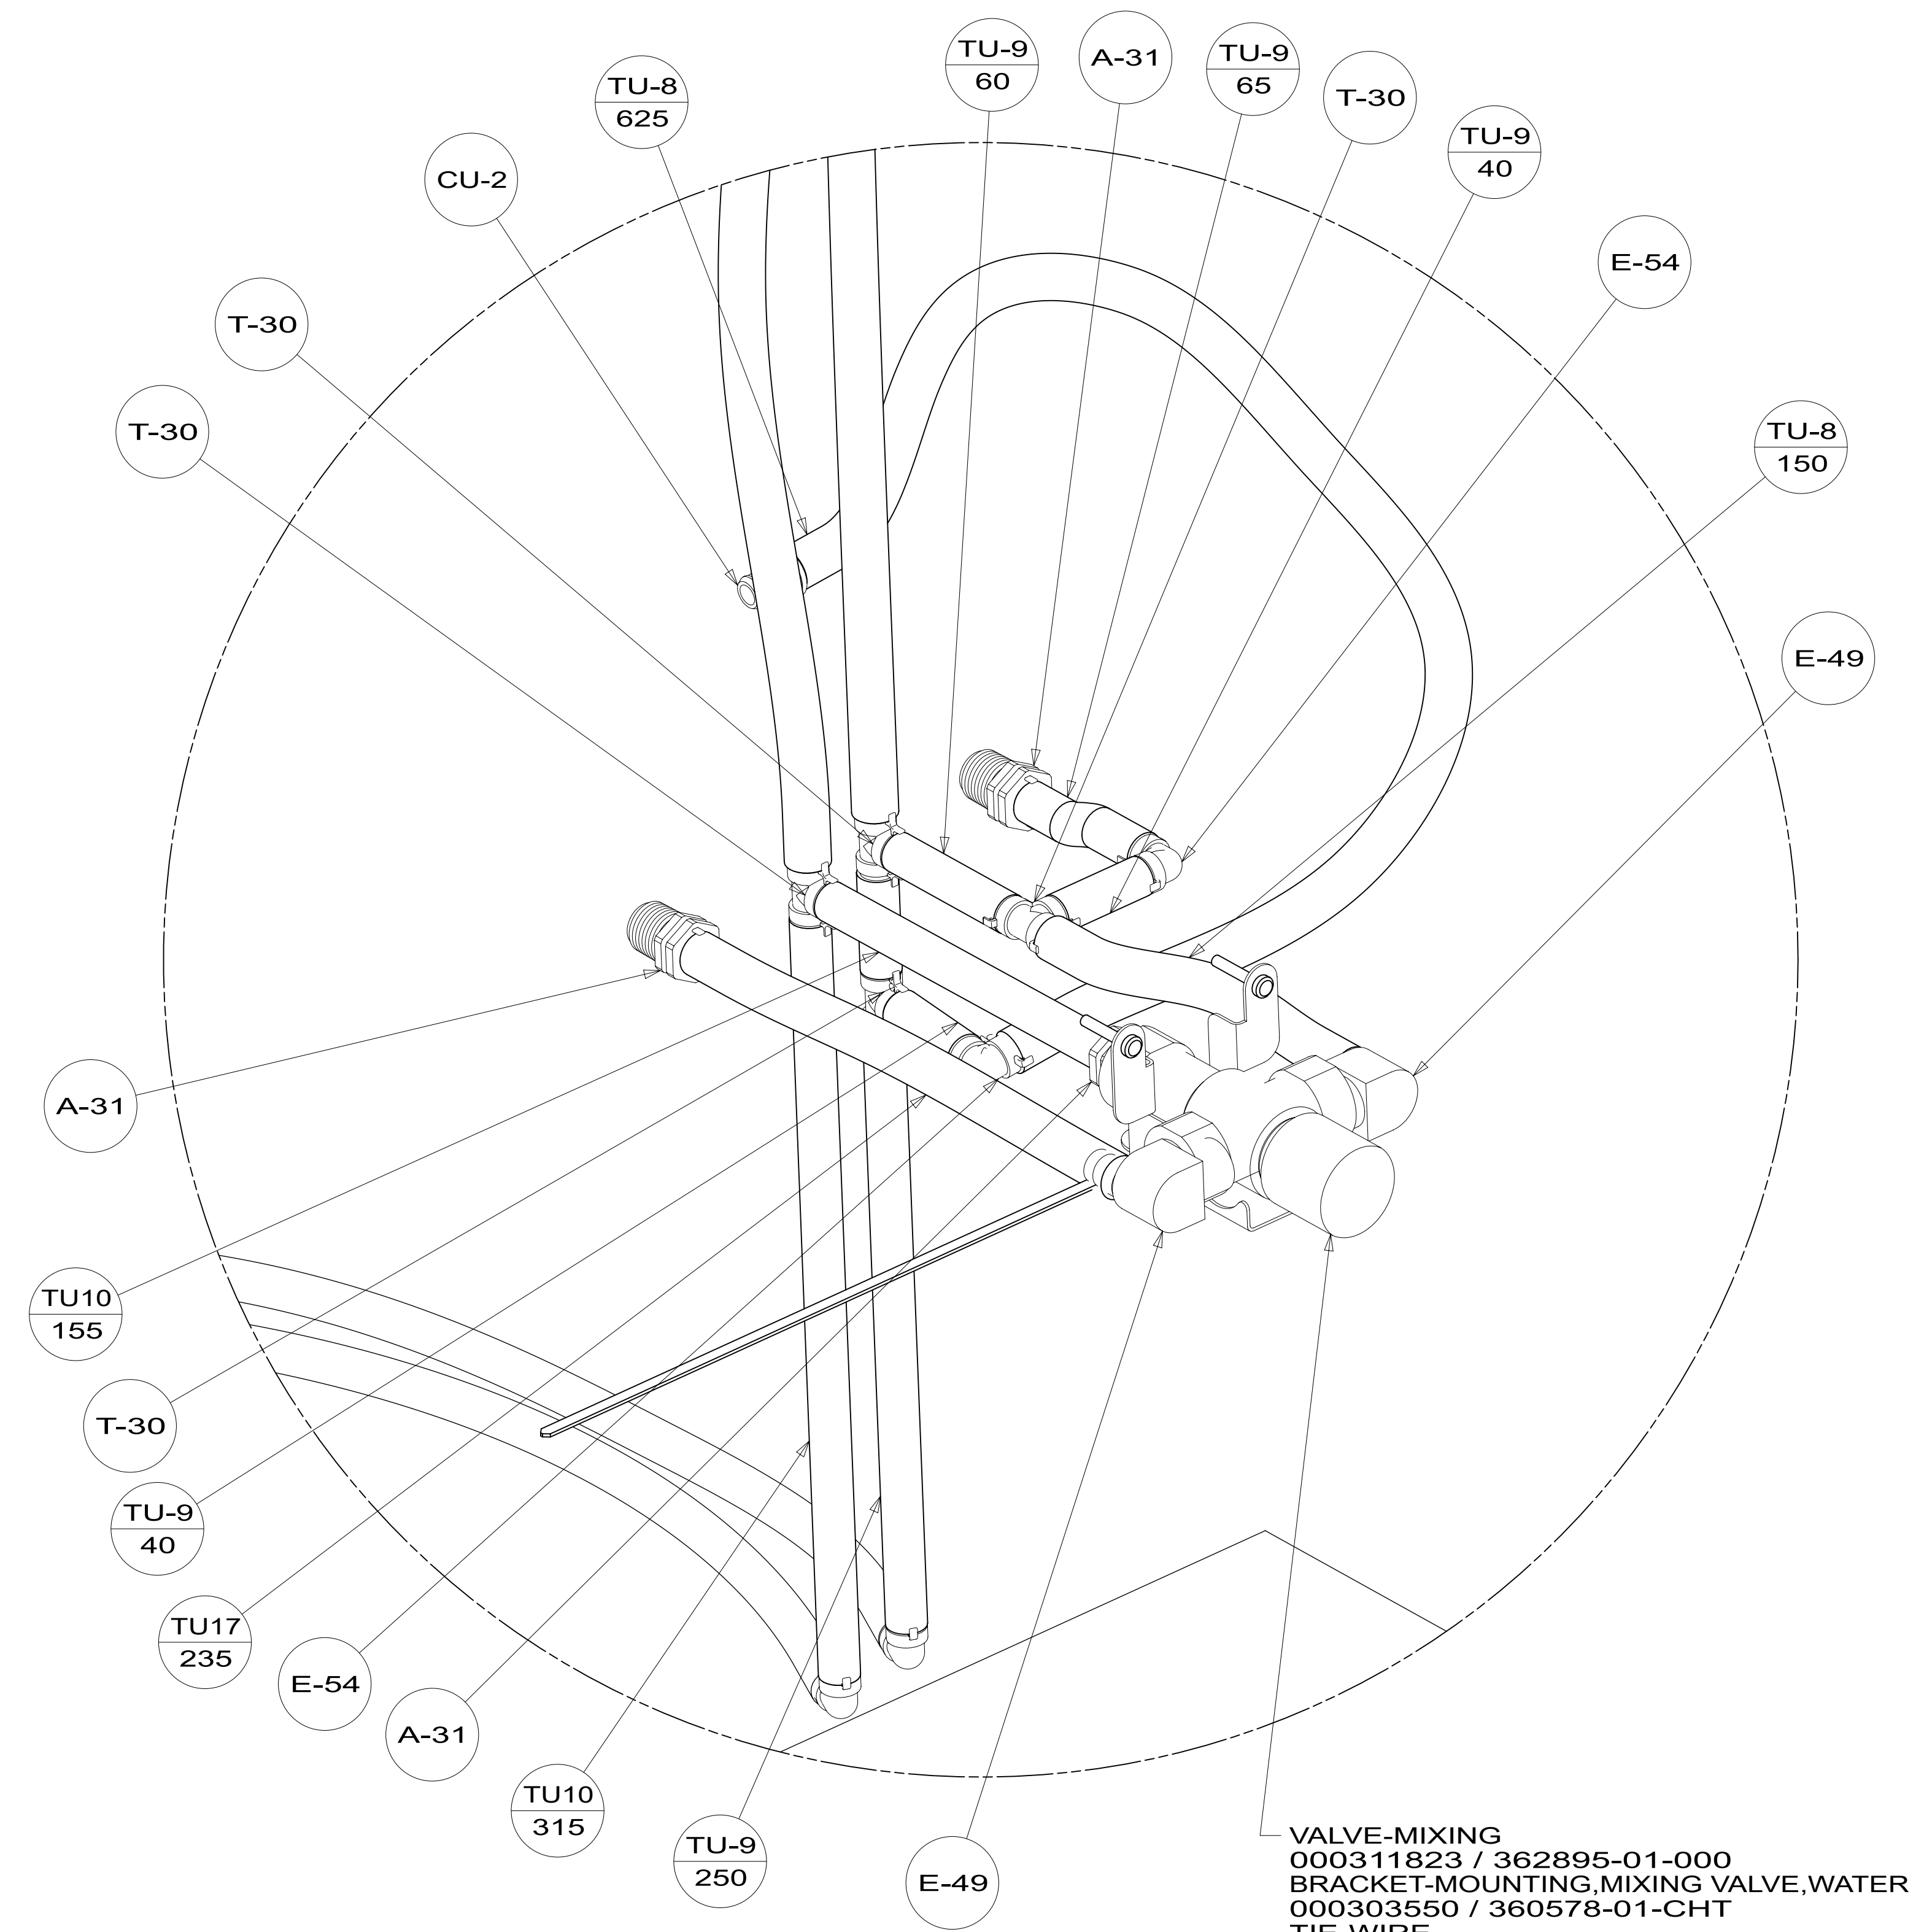 TU-9
60
A-31
TU-9
65
T-30
TU-8
625
TU-9
40
CU-2
E-54
T-30
T-30
TU-8
150
E-49
A-31
TU10
155
T-30
TU-9
40
TU17
235
E-54
A-31
TU10
315
TU-9
250
E-49
VALVE-MIXING
000311823 / 362895-01-000
BRACKET-MOUNTING,MIXING VALVE,WATER
000303550 / 360578-01-CHT
TIE-WIRE